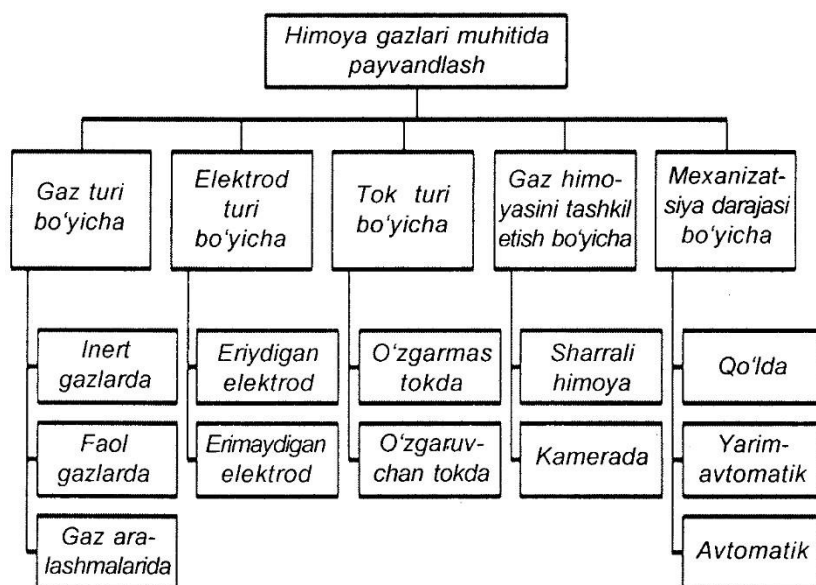 Himoya gazlari muhitida
payvandlash
Gaz turi
bo‘yicha
Elektrod
turi
bo‘yicha
Tok turi
bo‘yicha
Gaz himo-
yasini tashkil
etish bo‘yicha
Mexanizat-
siya darajasi
bo‘yicha
Inert
gazlarda
Faol
gazlarda
Gaz ara-
lashmalarida
Eriydigan
elektrod
Erimaydigan
elektrod
O‘zgarmas
tokda
O‘zgaruv-
chan tokda
Sharrali
himoya
Kamerada
Qo‘lda
Yarim-
avtomatik
Avtomatik